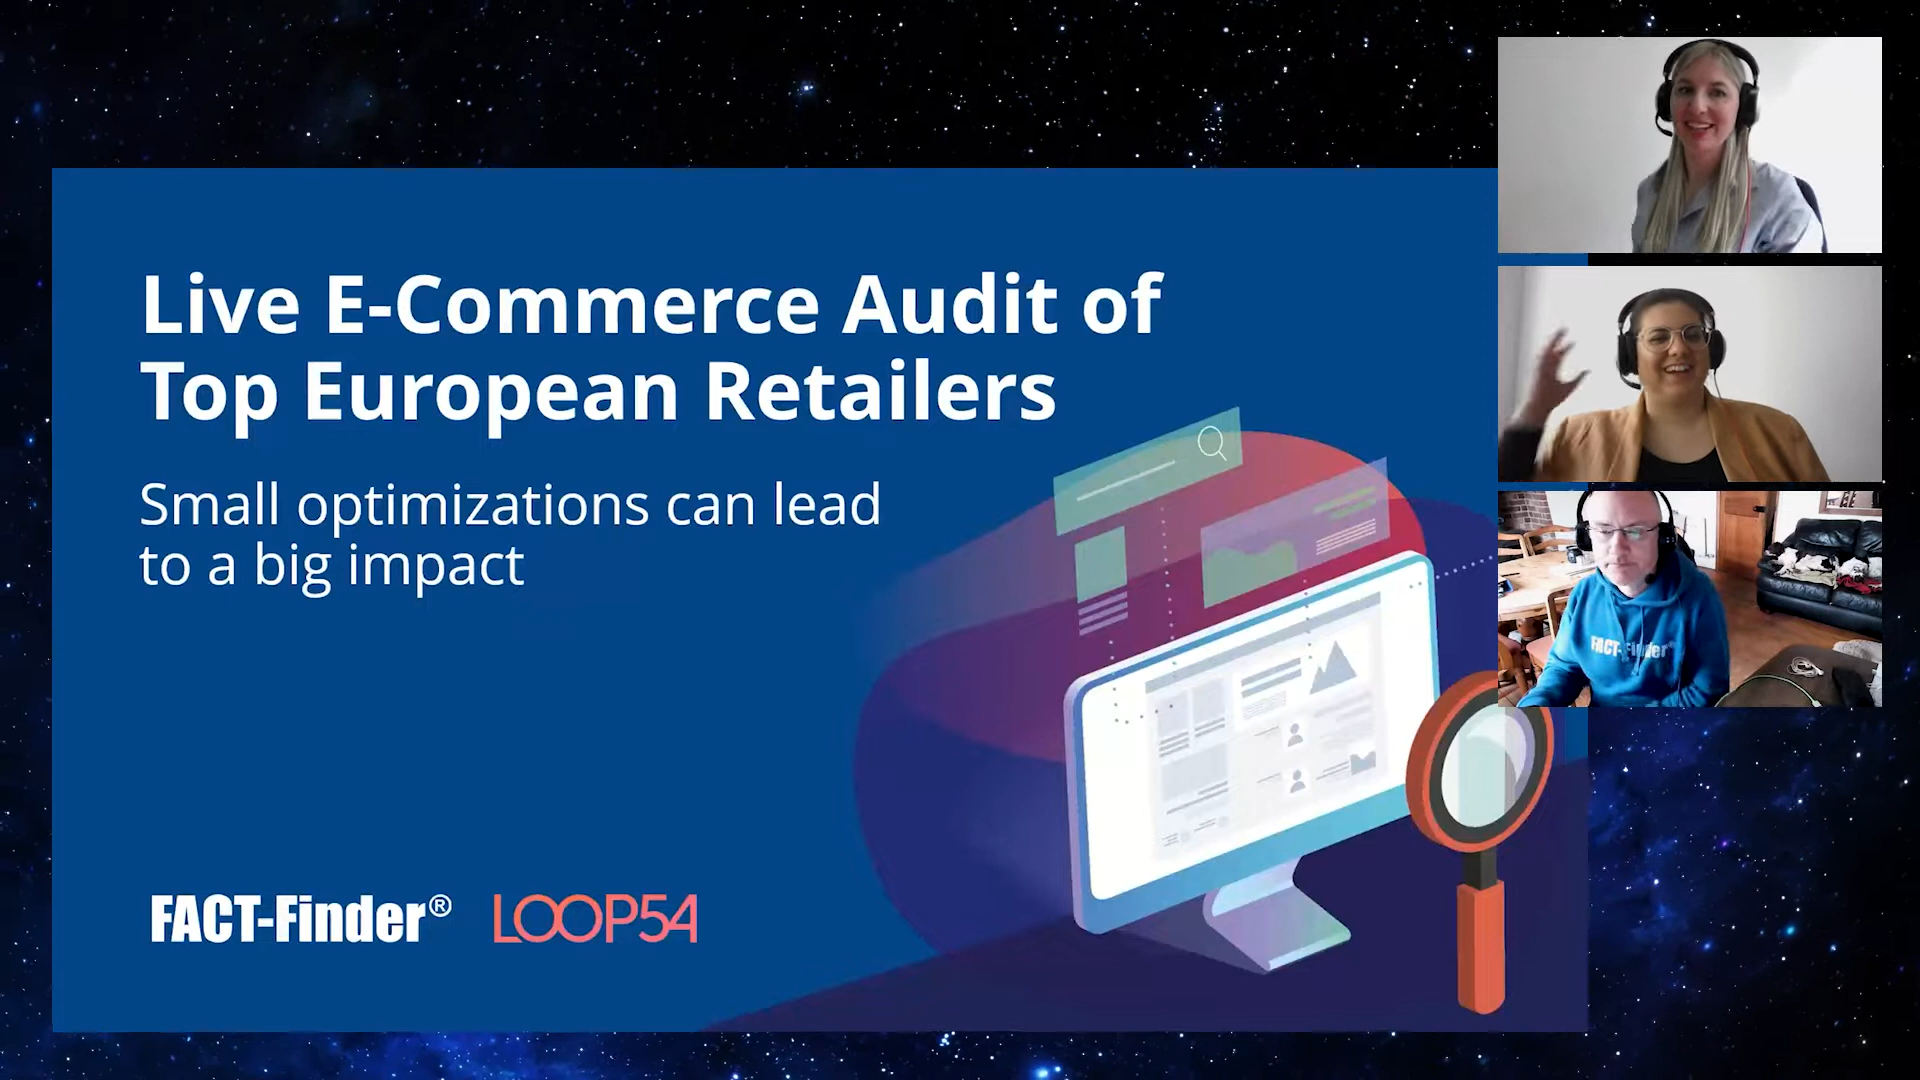 Live E-Commerce Audit of
Top European Retailers
Small optimizations can lead
to a big impact
FACT-Finder® LOOP54
FACT-Finder®